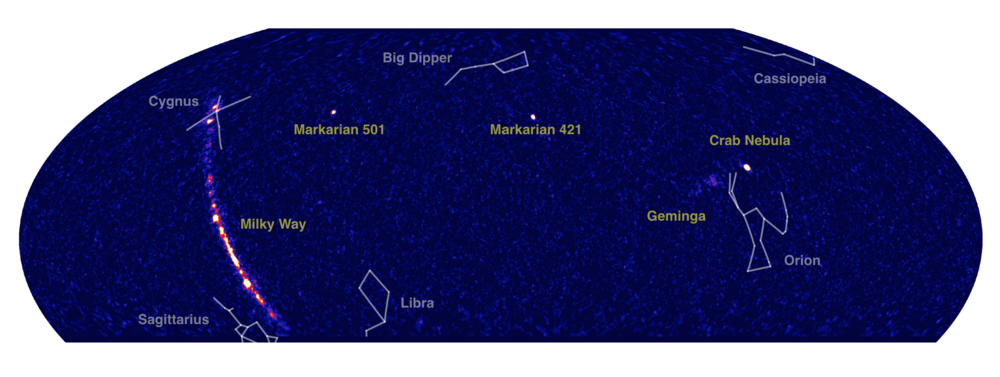 Big Dipper
Cassiopeia
Cygnus
Markarian 501
Markarian 421
Crab Nebula
Geminga
Milky Way
Orion
Libra
Sagittarius